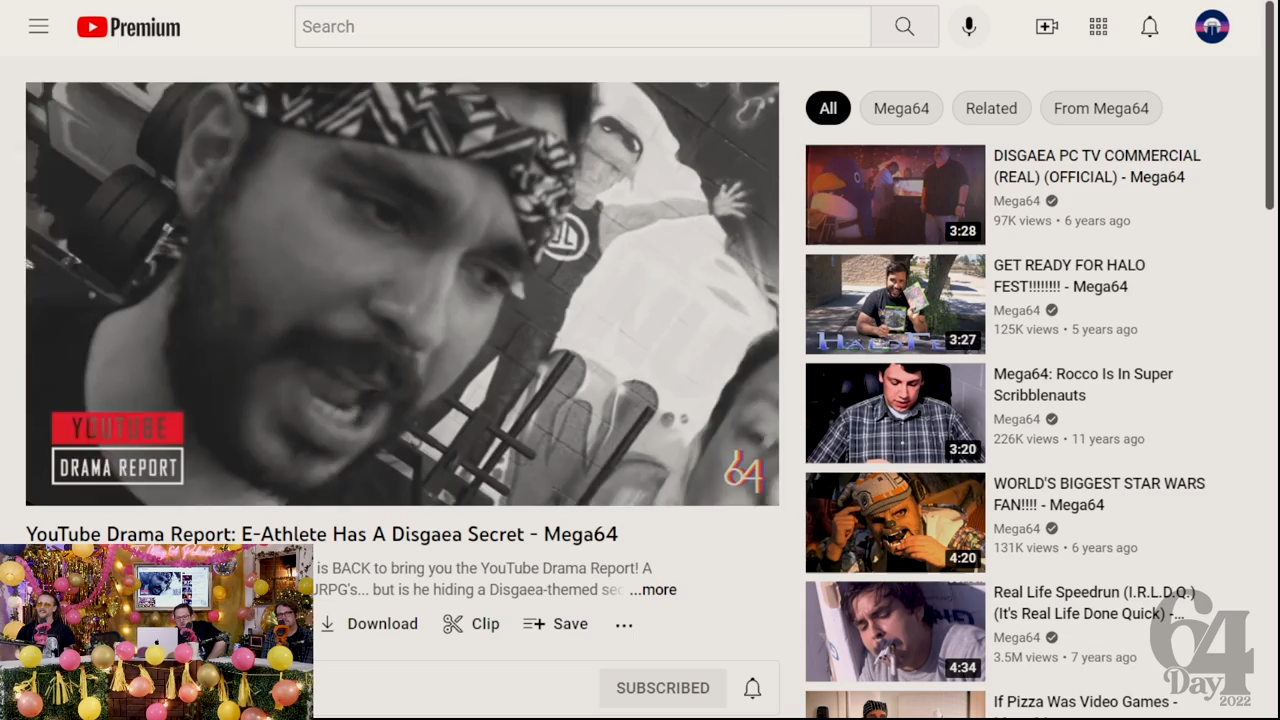 Premium
Search
All
Mega64
Related
From Mega64
YOUTUBE
DRAMA REPORT
64
YouTube Drama Report: E-Athlete Has A Disgaea Secret - Mega64
is BACK to bring you the YouTube Drama Report! A
JRPG's... but is he hiding a Disgaea-themed sec ...more
Download
Clip
Save
SUBSCRIBED
3:28
DISGAEA PC TV COMMERCIAL
(REAL) (OFFICIAL) - Mega64
Mega64
97K views • 6 years ago
3:27
GET READY FOR HALO
FEST!!!!!!!! - Mega64
Mega64
125K views • 5 years ago
3:20
Mega64: Rocco Is In Super
Scribblenauts
Mega64
226K views • 11 years ago
4:20
WORLD'S BIGGEST STAR WARS
FAN!!!! - Mega64
Mega64
131K views • 6 years ago
4:34
Real Life Speedrun (I.R.L.D.Q.)
(It's Real Life Done Quick) -...
Mega64
3.5M views • 7 years ago
If Pizza Was Video Games -
64
Day
2022